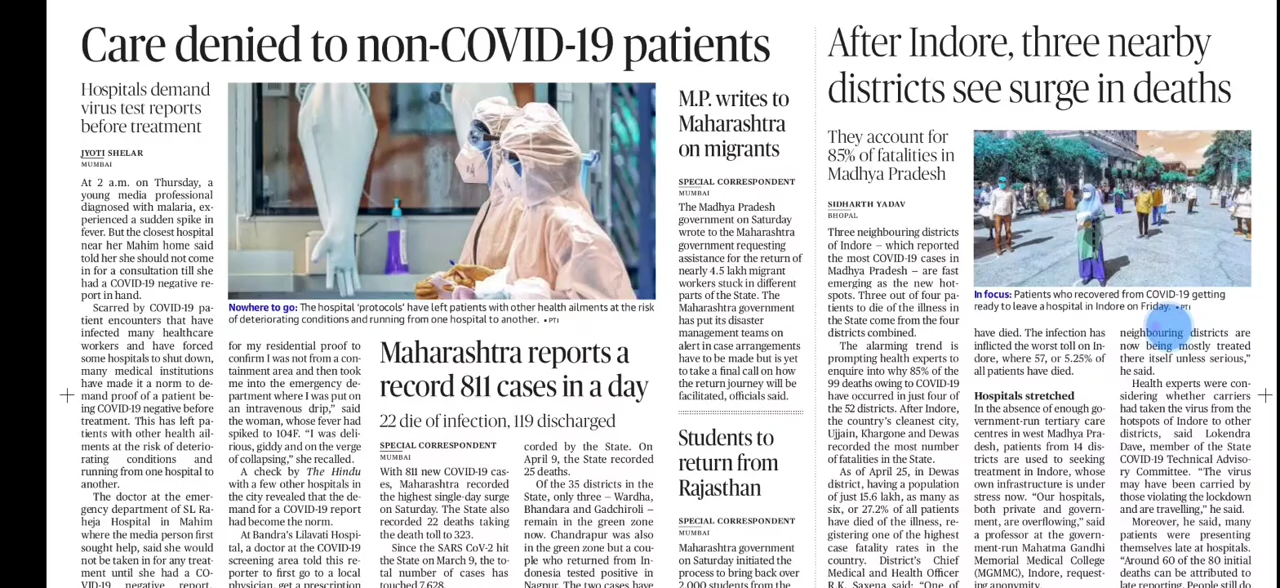 Care denied to non-COVID-19 patients
Hospitals demand
virus test reports
before treatment
JYOTI SHELAR
MUMBAI
At 2 a.m. on Thursday, a
young media professional
diagnosed with malaria, ex-
perienced a sudden spike in
fever. But the closest hospital
near her Mahim home said
told her she should not come
in for a consultation till she
had a COVID-19 negative re-
port in hand.
Scarred by COVID-19 pa-
tient encounters that have
infected many healthcare
workers and have forced
some hospitals to shut down,
many medical institutions
have made it a norm to de-
mand proof of a patient be-
ing COVID-19 negative before
treatment. This has left pa-
tients with other health ail-
ments at the risk of deterio-
rating conditions and
running from one hospital to
another.
The doctor at the emer-
gency department of SL Ra-
heja Hospital in Mahim
where the media person first
sought help, said she would
not be taken in for any treat-
ment until she had a CO-
VID-19 negative report.
Nowhere to go: The hospital 'protocols' have left patients with other health ailments at the risk
of deteriorating conditions and running from one hospital to another. • PTI
for my residential proof to
confirm I was not from a con-
tainment area and then took
me into the emergency de-
partment where I was put on
an intravenous drip," said
the woman, whose fever had
spiked to 104F. "I was deli-
rious, giddy and on the verge
of collapsing," she recalled.
A check by The Hindu
with a few other hospitals in
the city revealed that the de-
mand for a COVID-19 report
had become the norm.
At Bandra's Lilavati Hospi-
tal, a doctor at the COVID-19
screening area told this re-
porter to first go to a local
physician, get a prescription
Maharashtra reports a
record 811 cases in a day
22 die of infection, 119 discharged
SPECIAL CORRESPONDENT
MUMBAI
With 811 new COVID-19 cas-
es, Maharashtra recorded
the highest single-day surge
on Saturday. The State also
recorded 22 deaths taking
the death toll to 323.
Since the SARS CoV-2 hit
the State on March 9, the to-
tal number of cases has
touched 7,628.
corded by the State. On
April 9, the State recorded
25 deaths.
Of the 35 districts in the
State, only three – Wardha,
Bhandara and Gadchiroli –
remain in the green zone
now. Chandrapur was also
in the green zone but a cou-
ple who returned from In-
donesia tested positive in
Nagpur. The two cases have
M.P. writes to
Maharashtra
on migrants
SPECIAL CORRESPONDENT
MUMBAI
The Madhya Pradesh
government on Saturday
wrote to the Maharashtra
government requesting
assistance for the return of
nearly 4.5 lakh migrant
workers stuck in different
parts of the State. The
Maharashtra government
has put its disaster
management teams on
alert in case arrangements
have to be made but is yet
to take a final call on how
the return journey will be
facilitated, officials said.
Students to
return from
Rajasthan
SPECIAL CORRESPONDENT
MUMBAI
Maharashtra government
on Saturday initiated the
process to bring back over
2,000 students from the
After Indore, three nearby
districts see surge in deaths
They account for
85% of fatalities in
Madhya Pradesh
SIDHARTH YADAV
BHOPAL
Three neighbouring districts
of Indore – which reported
the most COVID-19 cases in
Madhya Pradesh – are fast
emerging as the new hot-
spots. Three out of four pa-
tients to die of the illness in
the State come from the four
districts combined.
The alarming trend is
prompting health experts to
enquire into why 85% of the
99 deaths owing to COVID-19
have occurred in just four of
the 52 districts. After Indore,
the country's cleanest city,
Ujjain, Khargone and Dewas
recorded the most number
of fatalities in the State.
As of April 25, in Dewas
district, having a population
of just 15.6 lakh, as many as
six, or 27.2% of all patients
have died of the illness, re-
gistering one of the highest
case fatality rates in the
country. District's Chief
Medical and Health Officer
R.K. Saxena said: "One of
In focus: Patients who recovered from COVID-19 getting
ready to leave a hospital in Indore on Friday. • PTI
have died. The infection has
inflicted the worst toll on In-
dore, where 57, or 5.25% of
all patients have died.
Hospitals stretched
In the absence of enough go-
vernment-run tertiary care
centres in west Madhya Pra-
desh, patients from 14 dis-
tricts are used to seeking
treatment in Indore, whose
own infrastructure is under
stress now. "Our hospitals,
both private and govern-
ment, are overflowing," said
a professor at the govern-
ment-run Mahatma Gandhi
Memorial Medical College
(MGMMC), Indore, request-
ing anonymity.
neighbouring districts are
now being mostly treated
there itself unless serious,"
he said.
Health experts were con-
sidering whether carriers
had taken the virus from the
hotspots of Indore to other
districts, said Lokendra
Dave, member of the State
COVID-19 Technical Adviso-
ry Committee. "The virus
may have been carried by
those violating the lockdown
and are travelling," he said.
Moreover, he said, many
patients were presenting
themselves late at hospitals.
"Around 60 of the 80 initial
deaths can be attributed to
late reporting. People still do